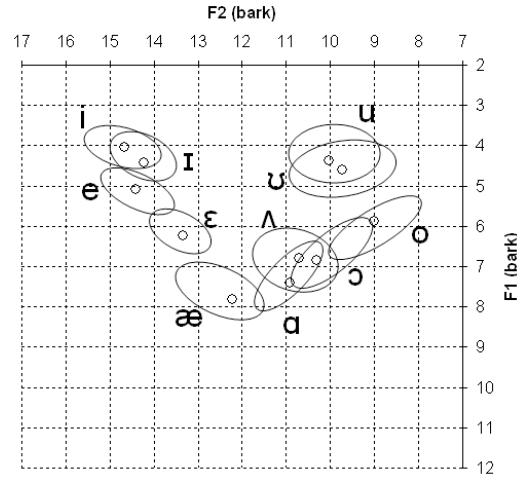 F2 (bark)
17 16 15 14 13 12 11 10 9 8 7
2
3
i u
4
ɪ
ʊ
e 5
ɛ ʌ 6
o
7
ɔ
æ ɑ 8
F1 (bark)
9
10
11
12